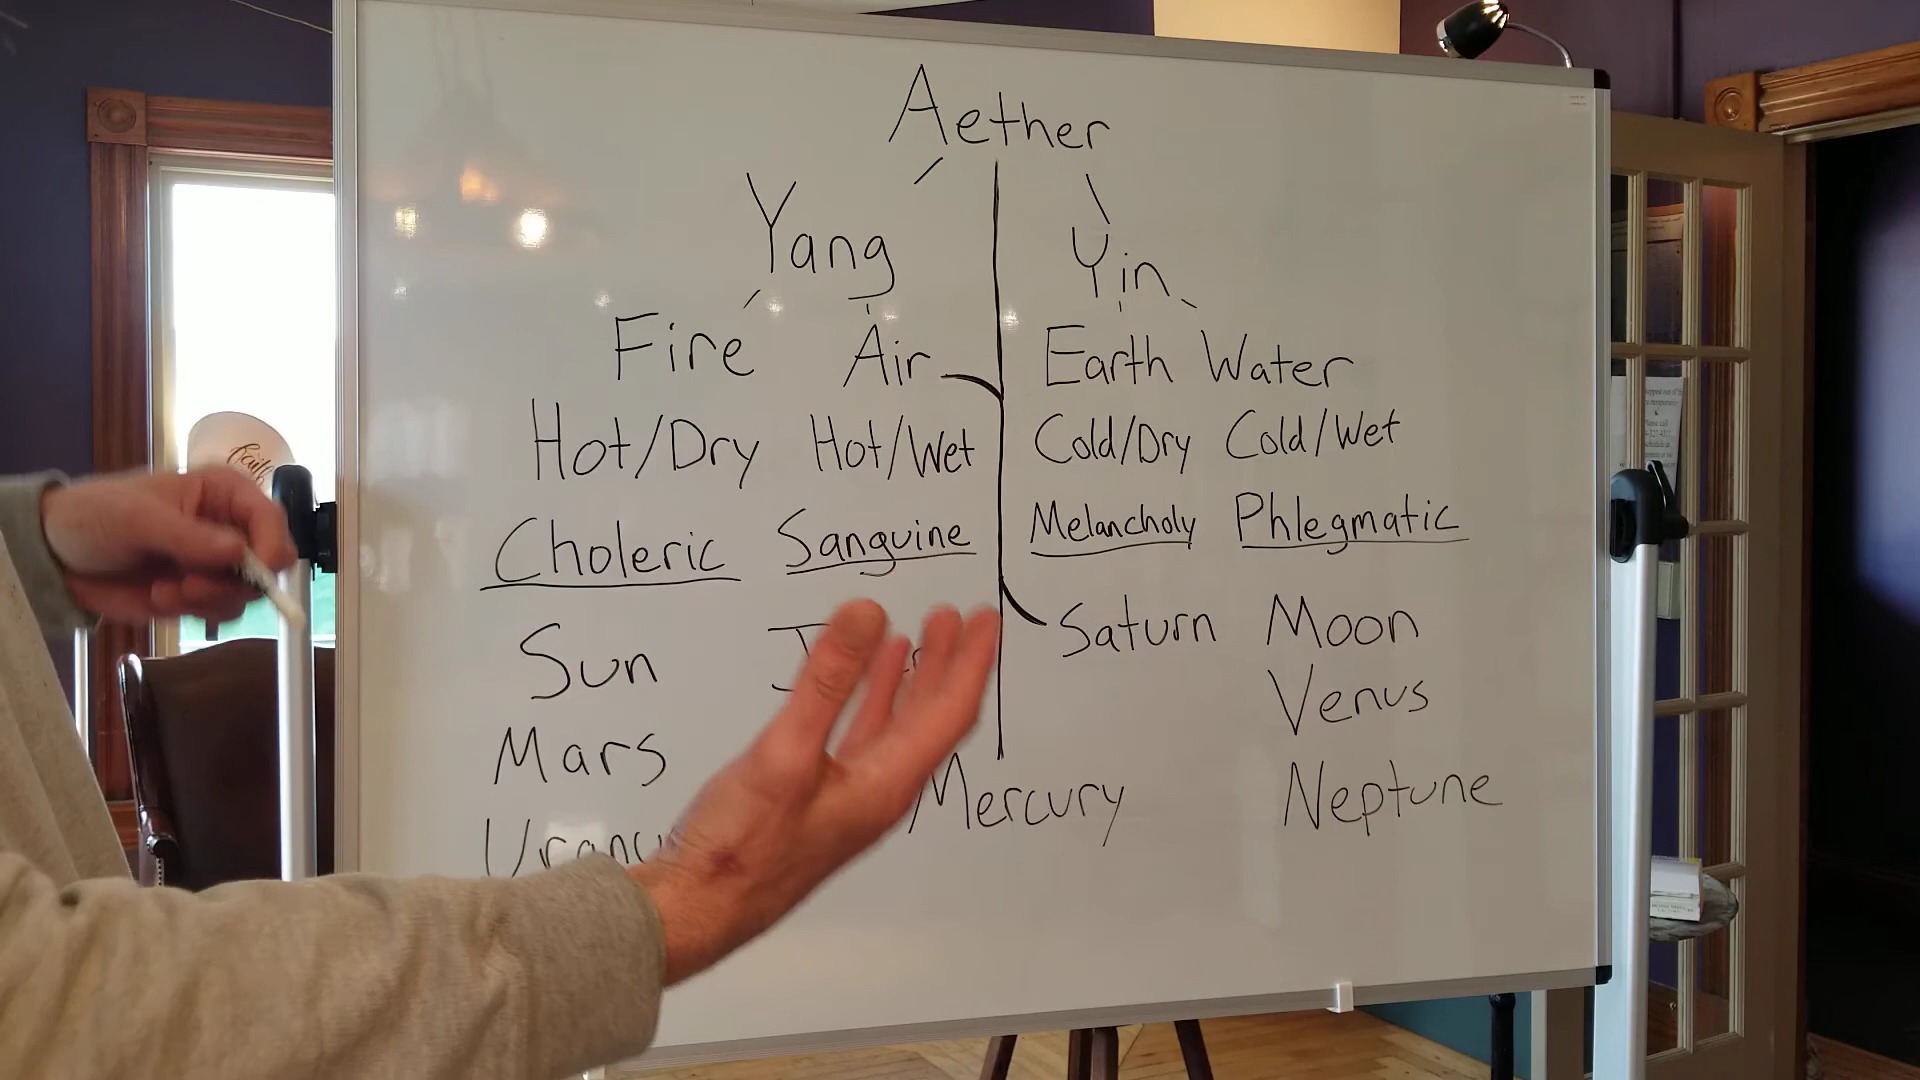 Aether
Yang Yin
Fire Air Earth Water
Hot/Dry Hot/Wet Cold/Dry Cold/Wet
Choleric Sanguine Melancholy Phlegmatic
Sun Saturn Moon
Venus
Mars Mercury Neptune